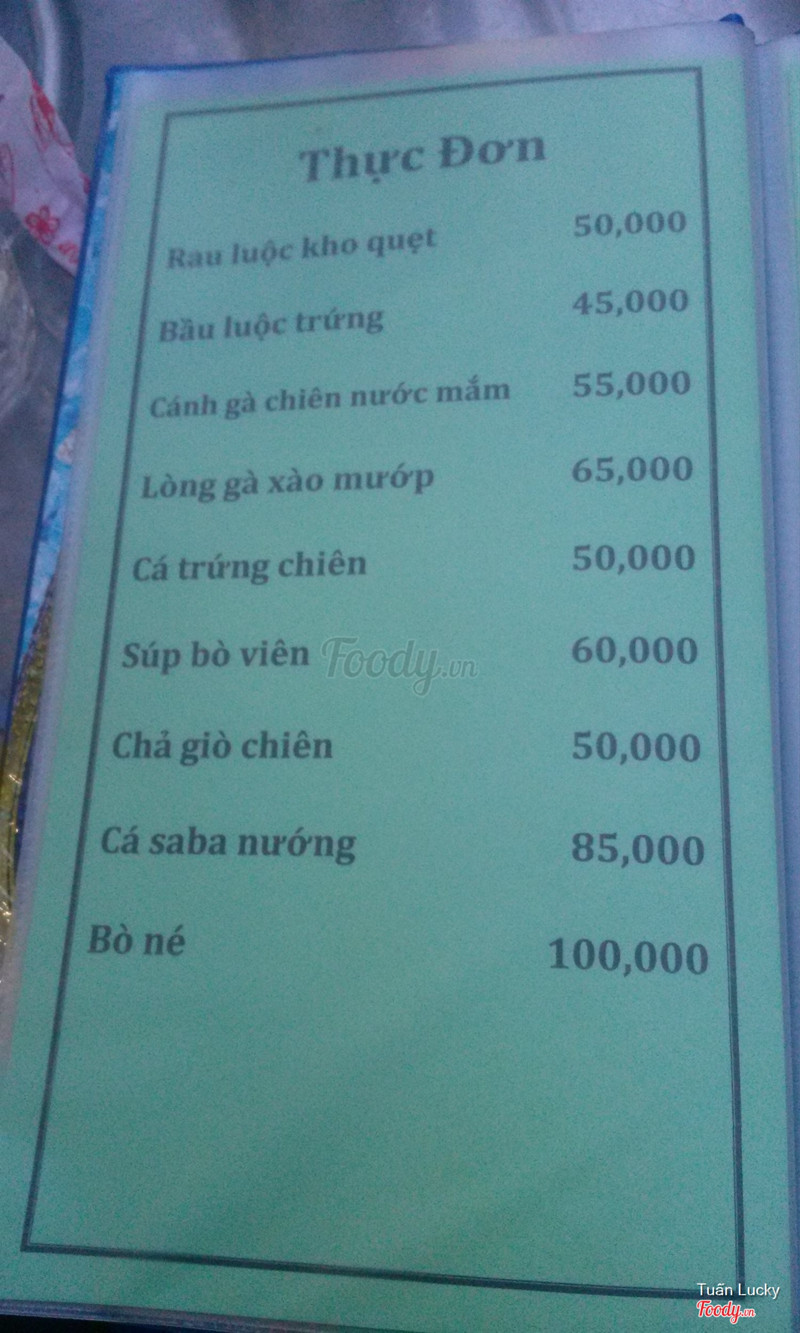 Thực Đơn
Rau luộc kho quẹt 50,000
Bầu luộc trứng 45,000
Cánh gà chiên nước mắm 55,000
Lòng gà xào mướp 65,000
Cá trứng chiên 50,000
Súp bò viên 60,000
Foody.vn
Chả giò chiên 50,000
Cá saba nướng 85,000
Bò né 100,000
Tuấn Lucky
Foody.vn